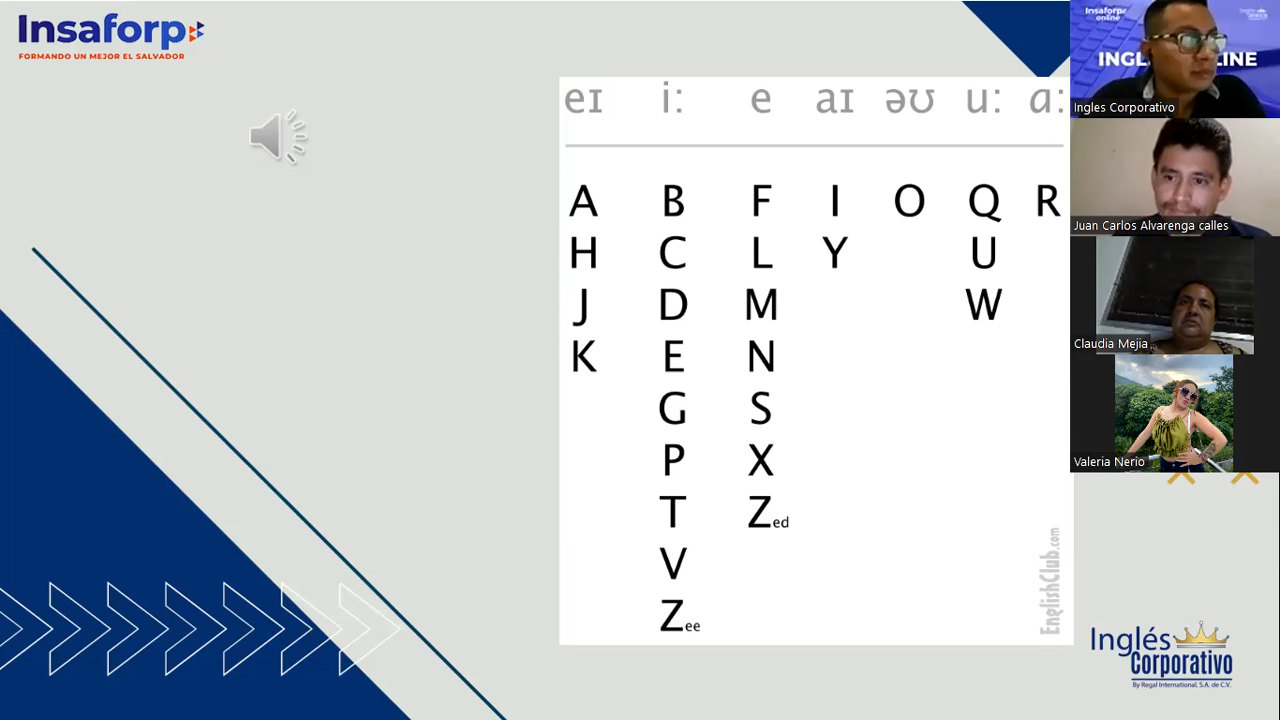 Insaforp
FORMANDO UN MEJOR EL SALVADOR
eɪ i: e aɪ əʊ u: ɑ:
A B F I O Q R
H C L Y U
J D M W
K E N
G S
P X
T Zed
V
Zee
EnglishClub.com
Insaforp
online
Ingles Corporativo
Juan Carlos Alvarenga calles
Claudia Mejia...
Valeria Nerio
Inglés
Corporativo
By Regal International, S.A. de C.V.